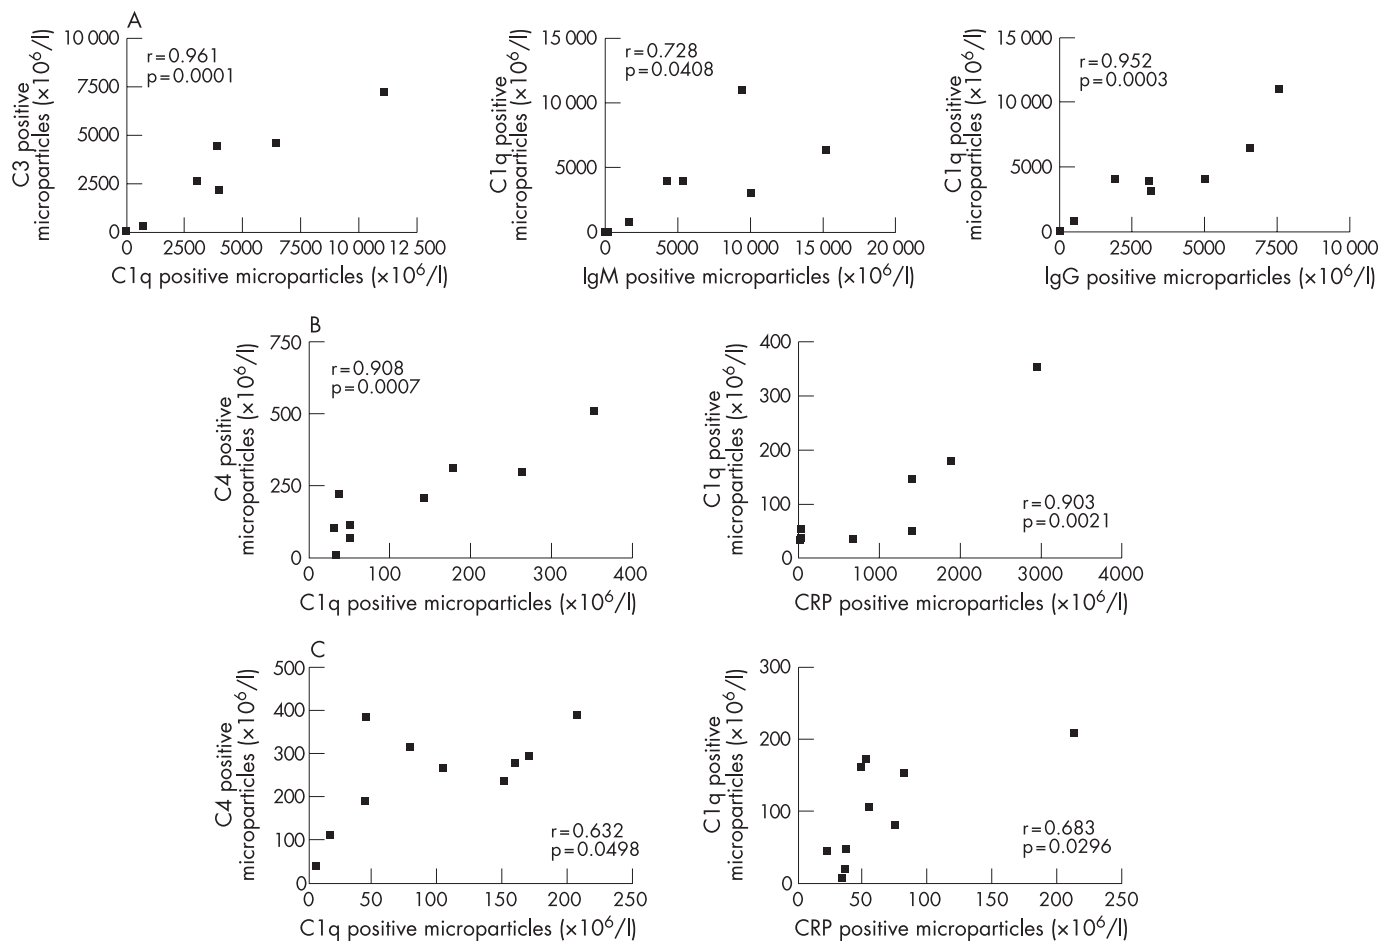 A
C3 positive
microparticles (×10⁶/l)
10 000
7500
5000
2500
0
r=0.961
p=0.0001
0 2500 5000 7500 10 000 12 500
C1q positive microparticles (×10⁶/l)
C1q positive
microparticles (×10⁶/l)
15 000
10 000
5000
0
r=0.728
p=0.0408
0 5000 10 000 15 000 20 000
IgM positive microparticles (×10⁶/l)
C1q positive
microparticles (×10⁶/l)
15 000
10 000
5000
0
r=0.952
p=0.0003
0 2500 5000 7500 10 000
IgG positive microparticles (×10⁶/l)
B
C4 positive
microparticles (×10⁶/l)
750
500
250
0
r=0.908
p=0.0007
0 100 200 300 400
C1q positive microparticles (×10⁶/l)
C1q positive
microparticles (×10⁶/l)
400
300
200
100
0
r=0.903
p=0.0021
0 1000 2000 3000 4000
CRP positive microparticles (×10⁶/l)
C
C4 positive
microparticles (×10⁶/l)
500
400
300
200
100
0
r=0.632
p=0.0498
0 50 100 150 200 250
C1q positive microparticles (×10⁶/l)
C1q positive
microparticles (×10⁶/l)
300
200
100
0
r=0.683
p=0.0296
0 50 100 150 200 250
CRP positive microparticles (×10⁶/l)